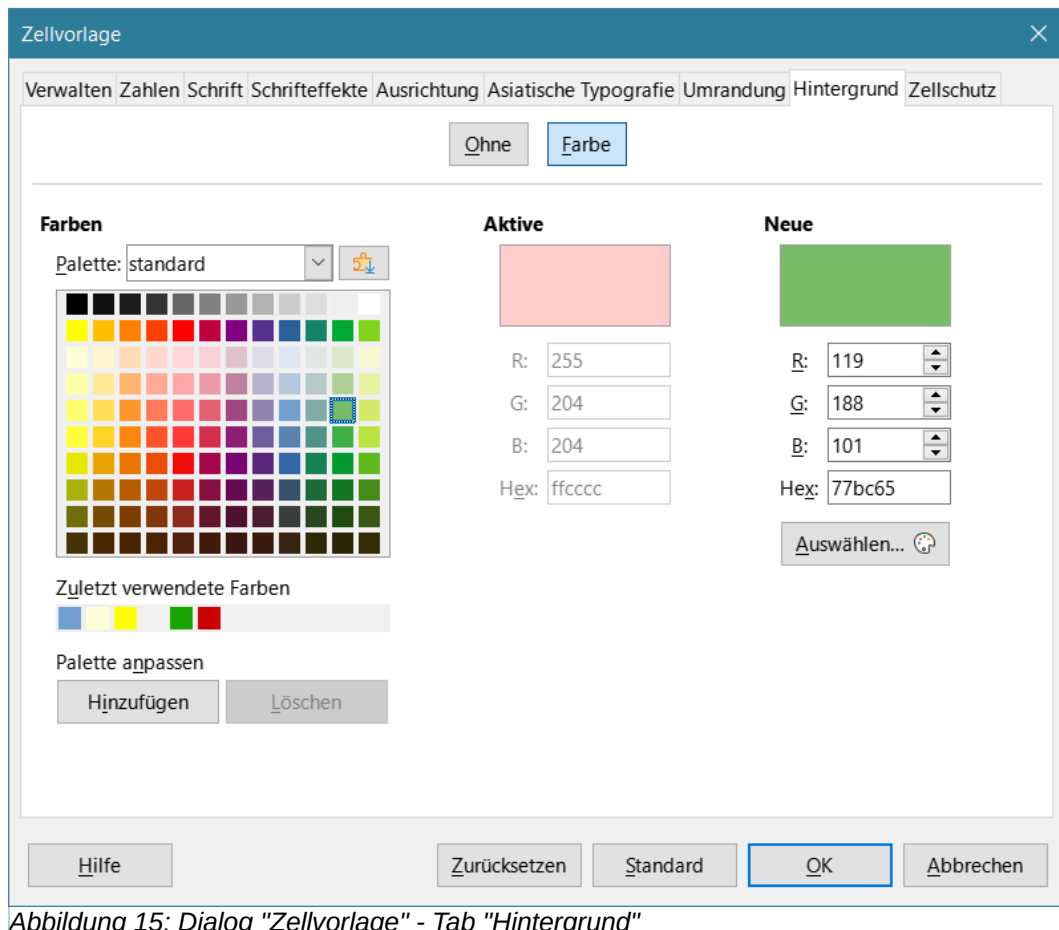 Zellvorlage
Verwalten Zahlen Schrift Schrifteffekte Ausrichtung Asiatische Typografie Umrandung Hintergrund Zellschutz
Ohne Farbe
Farben
Palette: standard
Zuletzt verwendete Farben
Palette anpassen
Hinzufügen Löschen
Aktive
R: 255
G: 204
B: 204
Hex: ffcccc
Neue
R: 119
G: 188
B: 101
Hex: 77bc65
Auswählen...
Hilfe Zurücksetzen Standard OK Abbrechen
Abbildung 15: Dialog "Zellvorlage" - Tab "Hintergrund"